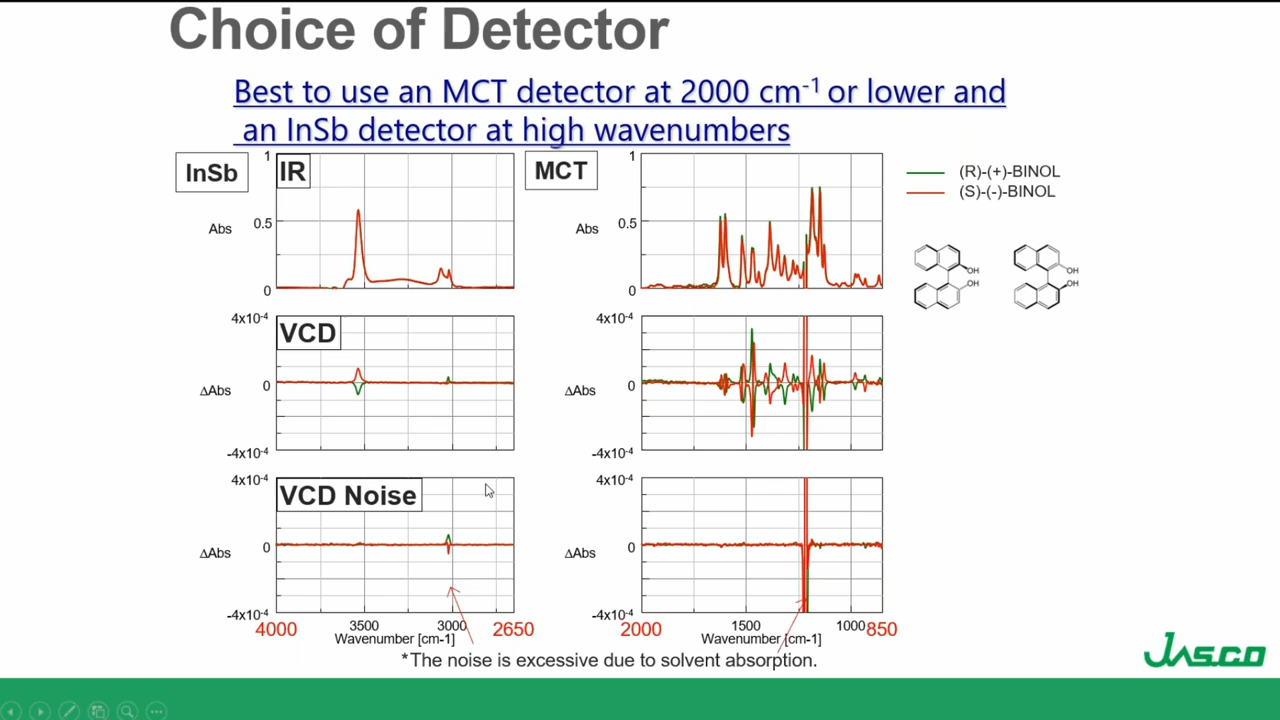 Choice of Detector
Best to use an MCT detector at 2000 cm-1 or lower and
an InSb detector at high wavenumbers
InSb
IR
MCT
(R)-(+)-BINOL
(S)-(-)-BINOL
1
Abs
0.5
0
1
Abs
0.5
0
OH
OH
OH
OH
VCD
4x10-4
ΔAbs
0
-4x10-4
4x10-4
ΔAbs
0
-4x10-4
VCD Noise
4x10-4
ΔAbs
0
-4x10-4
4x10-4
ΔAbs
0
-4x10-4
4000 3500 3000 2650
Wavenumber [cm-1]
2000 1500 1000 850
Wavenumber [cm-1]
*The noise is excessive due to solvent absorption.
JASCO